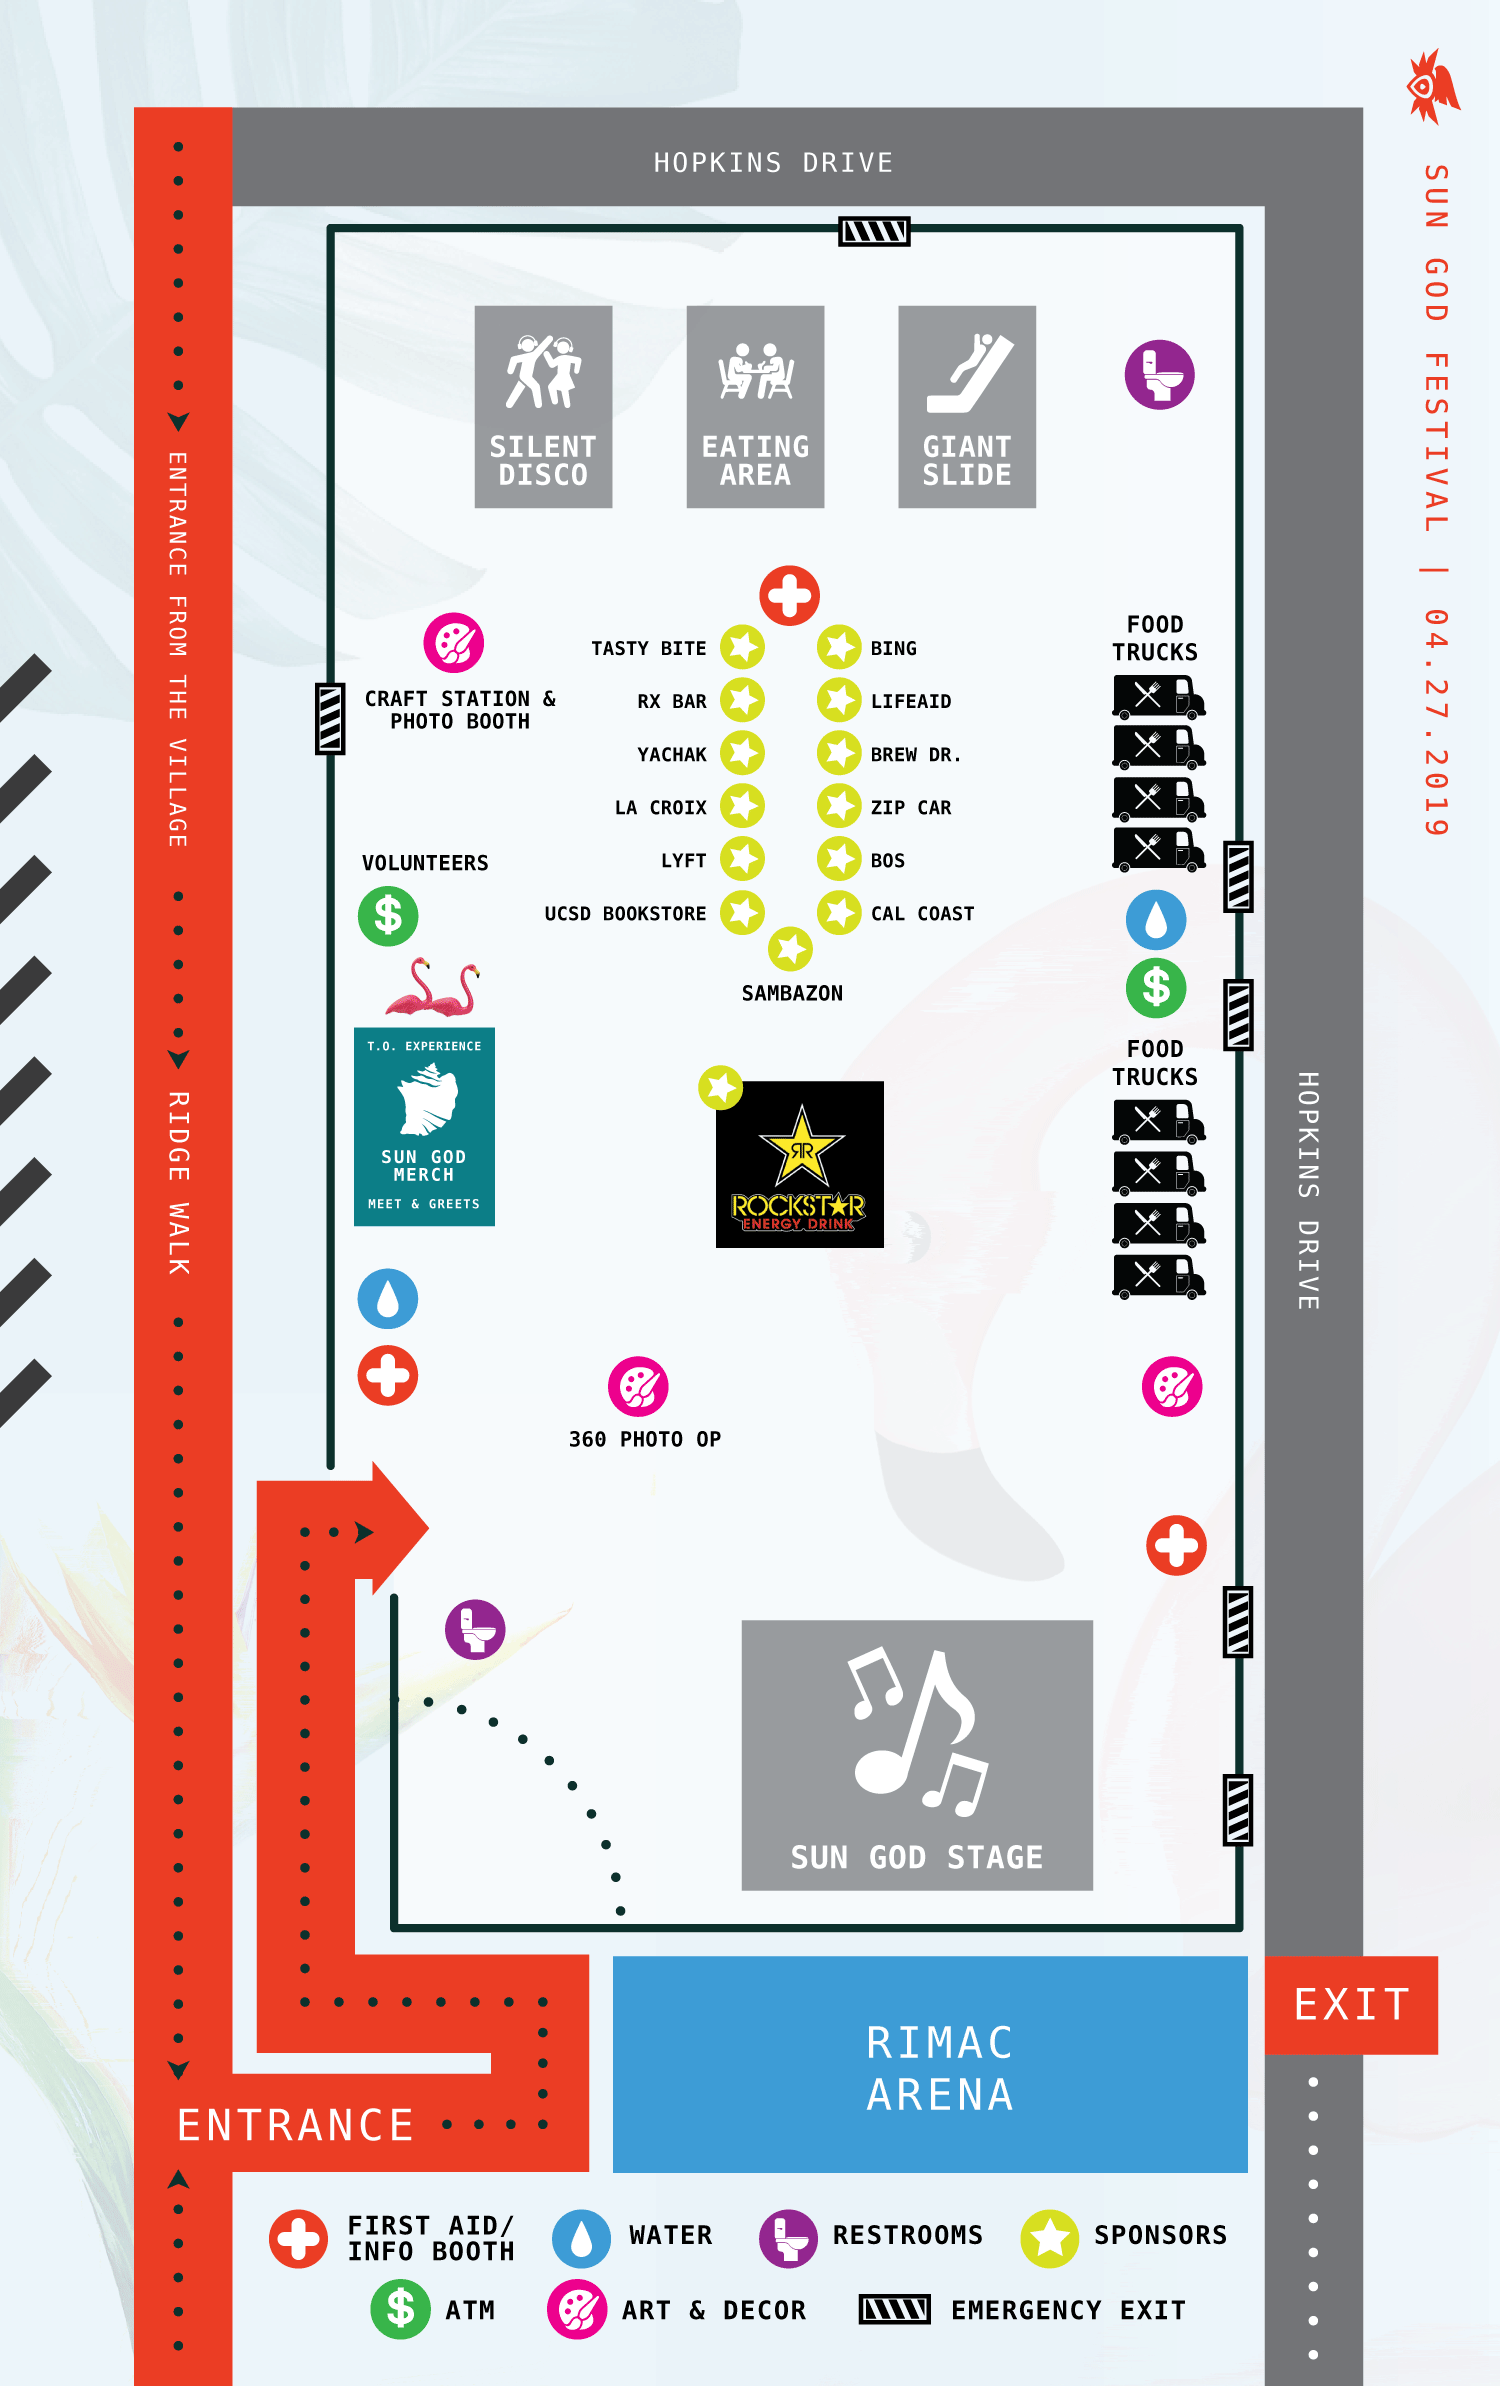 HOPKINS DRIVE
SUN GOD FESTIVAL | 04.27.2019
SILENT
DISCO
EATING
AREA
GIANT
SLIDE
ENTRANCE FROM THE VILLAGE
RIDGE WALK
CRAFT STATION &
PHOTO BOOTH
TASTY BITE
BING
RX BAR
LIFEAID
YACHAK
BREW DR.
LA CROIX
ZIP CAR
LYFT
BOS
UCSD BOOKSTORE
CAL COAST
SAMBAZON
FOOD
TRUCKS
VOLUNTEERS
$
$
FOOD
TRUCKS
T.O. EXPERIENCE
SUN GOD
MERCH
MEET & GREETS
RR
ROCKSTAR
ENERGY DRINK
HOPKINS DRIVE
360 PHOTO OP
SUN GOD STAGE
RIMAC
ARENA
EXIT
ENTRANCE
FIRST AID/
INFO BOOTH
WATER
RESTROOMS
SPONSORS
$ ATM
ART & DECOR
EMERGENCY EXIT